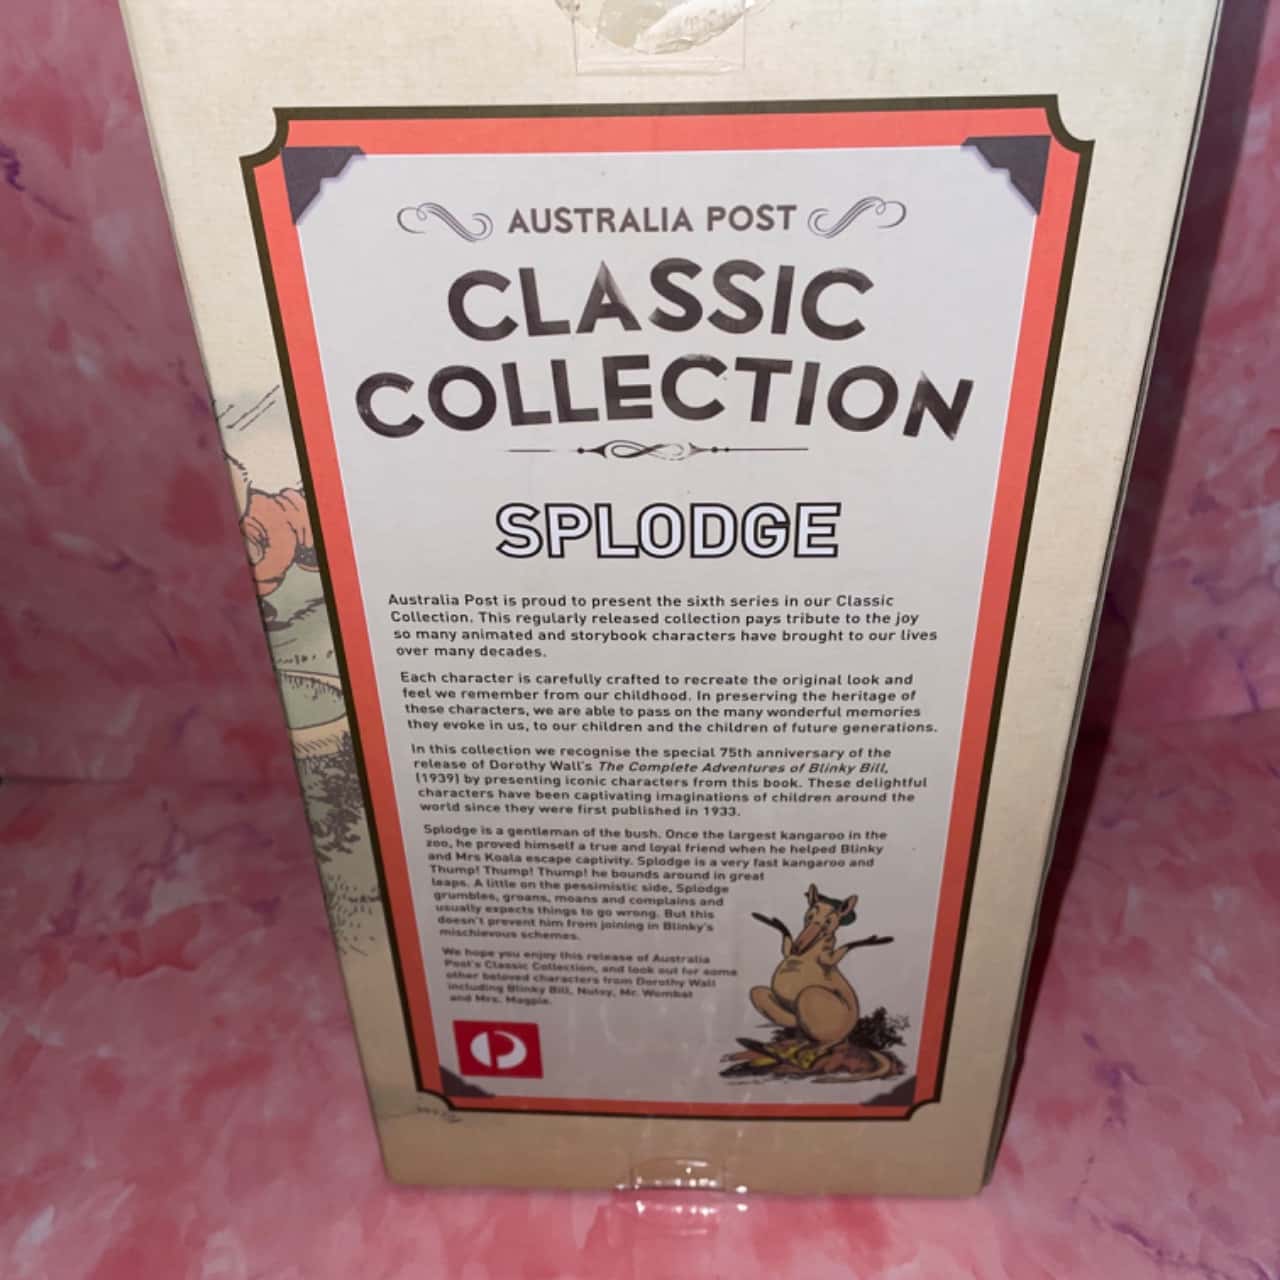 AUSTRALIA POST
CLASSIC
COLLECTION
SPLODGE
Australia Post is proud to present the sixth series in our Classic
Collection. This regularly released collection pays tribute to the joy
so many animated and storybook characters have brought to our lives
over many decades.
Each character is carefully crafted to recreate the original look and
feel we remember from our childhood. In preserving the heritage of
these characters, we are able to pass on the many wonderful memories
they evoke in us, to our children and the children of future generations.
In this collection we recognise the special 75th anniversary of the
release of Dorothy Wall's The Complete Adventures of Blinky Bill,
(1939) by presenting iconic characters from this book. These delightful
characters have been captivating imaginations of children around the
world since they were first published in 1933.
Splodge is a gentleman of the bush. Once the largest kangaroo in the
zoo, he proved himself a true and loyal friend when he helped Blinky
and Mrs Koala escape captivity. Splodge is a very fast kangaroo and
Thump! Thump! Thump! he bounds around in great
leaps. A little on the pessimistic side, Splodge
grumbles, groans, moans and complains and
usually expects things to go wrong. But this
doesn't prevent him from joining in Blinky's
mischievous schemes.
We hope you enjoy this release of Australia
Post's Classic Collection, and look out for some
other beloved characters from Dorothy Wall
including Blinky Bill, Nutsy, Mr. Wombat
and Mrs. Magpie.